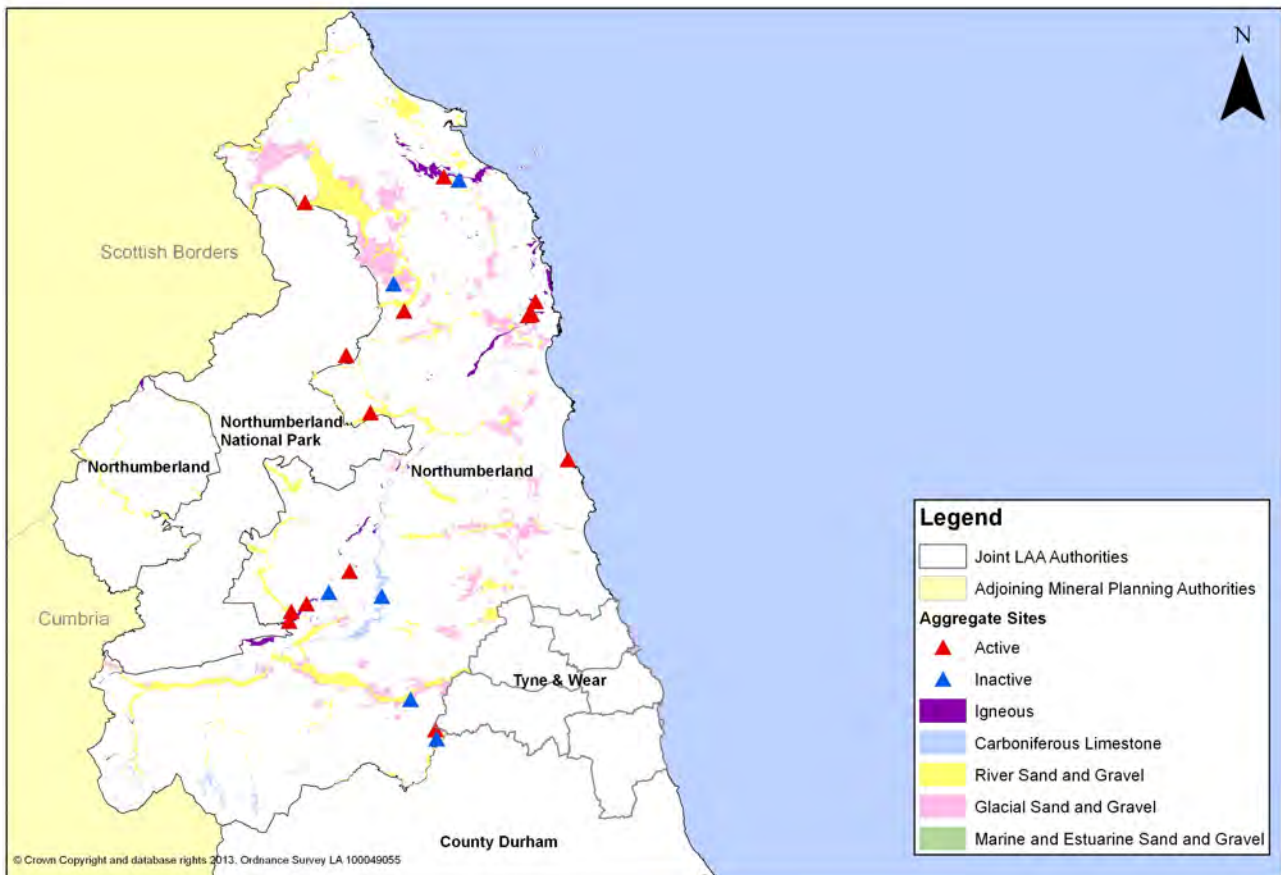 N
Scottish Borders
Northumberland
National Park
Northumberland
Northumberland
Cumbria
Tyne & Wear
County Durham
Legend
Joint LAA Authorities
Adjoining Mineral Planning Authorities
Aggregate Sites
Active
Inactive
Igneous
Carboniferous Limestone
River Sand and Gravel
Glacial Sand and Gravel
Marine and Estuarine Sand and Gravel
© Crown Copyright and database rights 2013. Ordnance Survey LA 100049055